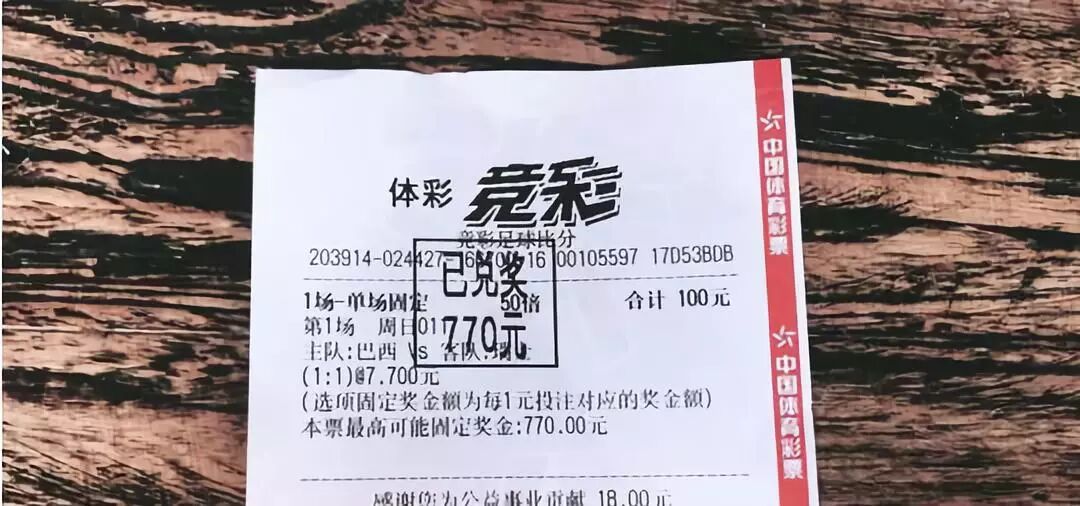 体彩 竞彩
竞彩足球比分
203914-024427-16 16 00105597 17D53BDB
已兑奖
770元
1场-单场固定 50倍 合计 100元
第1场 周日011
主队:巴西 Vs 客队:瑞士
(1:1)@7.700元
(选项固定奖金额为每1元投注对应的奖金额)
本票最高可能固定奖金:770.00元
感谢您为公益事业贡献 18.00元
中国体育彩票
中国体育彩票